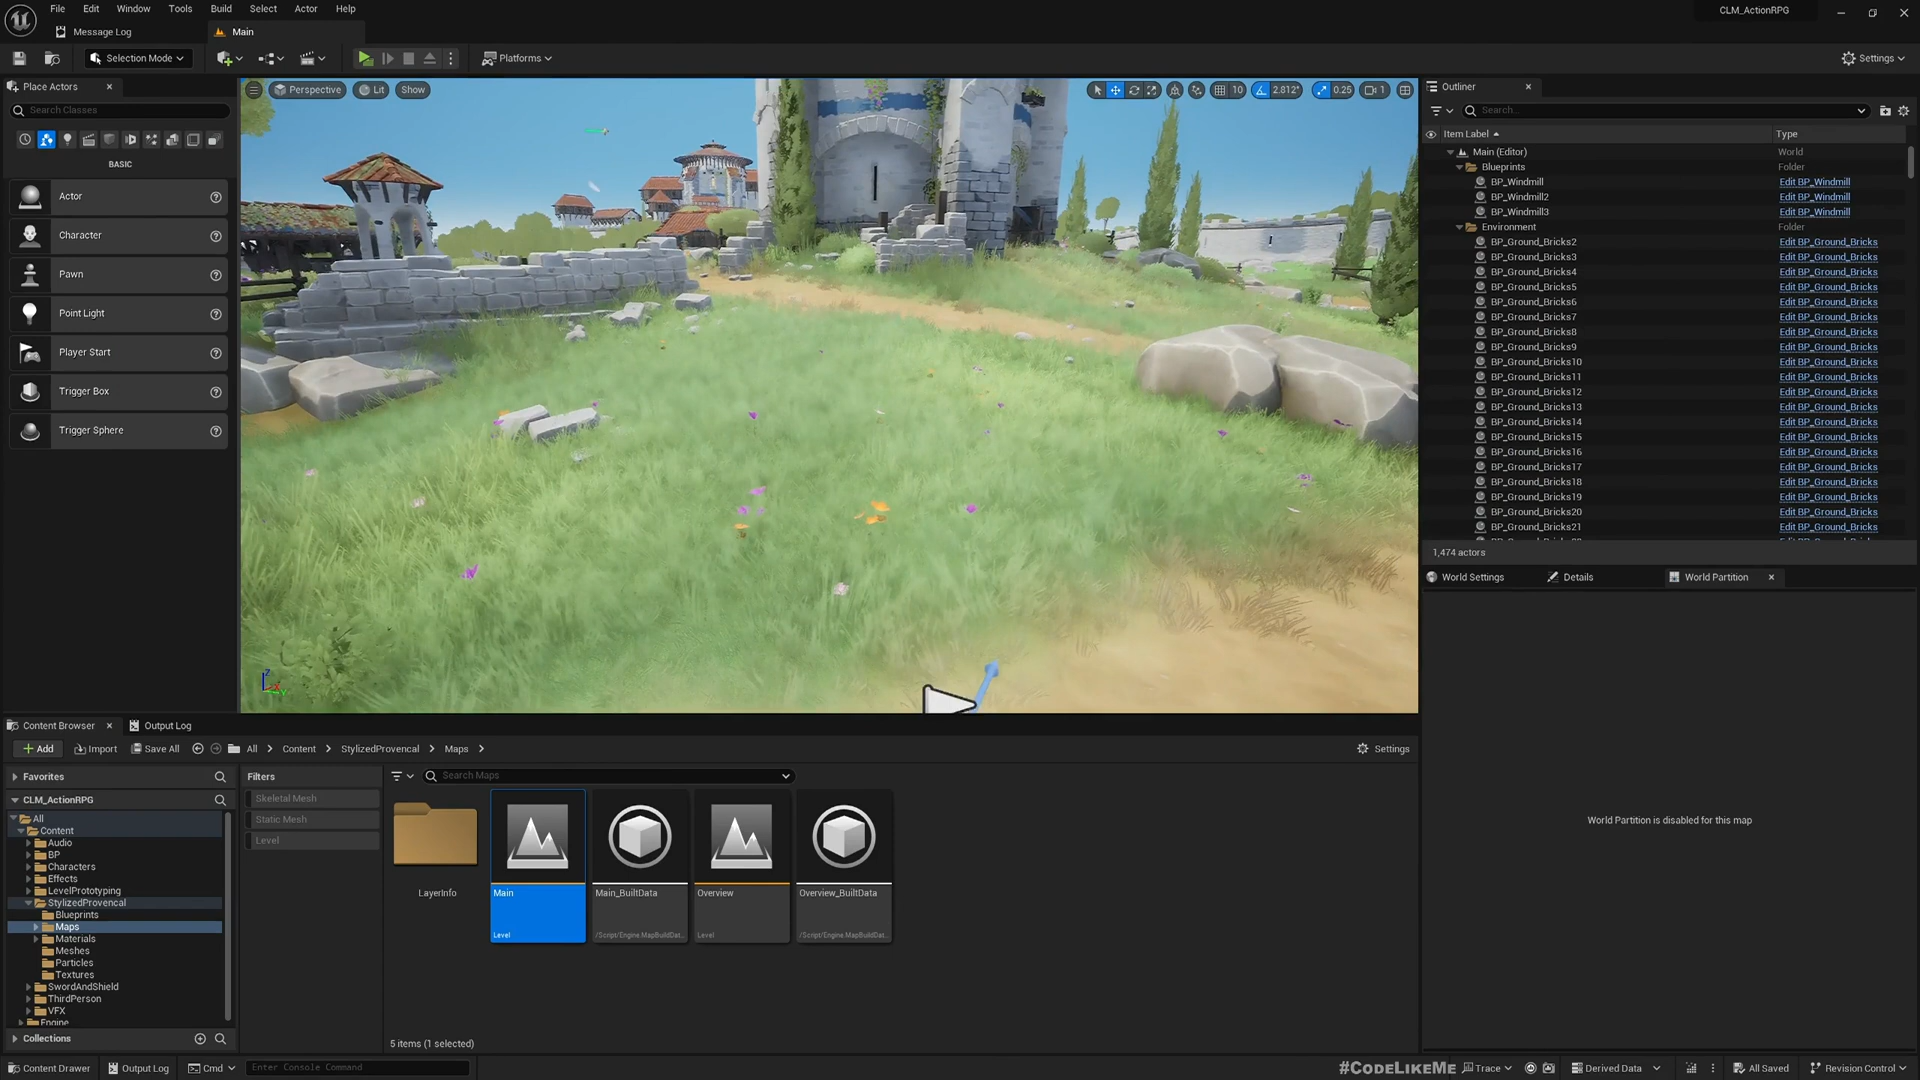 File Edit Window Tools Build Select Actor Help
CLM_ActionRPG
Message Log
Main
Selection Mode
Platforms
Settings
Place Actors
Search Classes
BASIC
Actor
Character
Pawn
Point Light
Player Start
Trigger Box
Trigger Sphere
Perspective Lit Show
10 2.812° 0.25 1
Outliner
Search...
Item Label Type
Main (Editor) World
Blueprints Folder
BP_Windmill Edit BP_Windmill
BP_Windmill2 Edit BP_Windmill
BP_Windmill3 Edit BP_Windmill
Environment Folder
BP_Ground_Bricks2 Edit BP_Ground_Bricks
BP_Ground_Bricks3 Edit BP_Ground_Bricks
BP_Ground_Bricks4 Edit BP_Ground_Bricks
BP_Ground_Bricks5 Edit BP_Ground_Bricks
BP_Ground_Bricks6 Edit BP_Ground_Bricks
BP_Ground_Bricks7 Edit BP_Ground_Bricks
BP_Ground_Bricks8 Edit BP_Ground_Bricks
BP_Ground_Bricks9 Edit BP_Ground_Bricks
BP_Ground_Bricks10 Edit BP_Ground_Bricks
BP_Ground_Bricks11 Edit BP_Ground_Bricks
BP_Ground_Bricks12 Edit BP_Ground_Bricks
BP_Ground_Bricks13 Edit BP_Ground_Bricks
BP_Ground_Bricks14 Edit BP_Ground_Bricks
BP_Ground_Bricks15 Edit BP_Ground_Bricks
BP_Ground_Bricks16 Edit BP_Ground_Bricks
BP_Ground_Bricks17 Edit BP_Ground_Bricks
BP_Ground_Bricks18 Edit BP_Ground_Bricks
BP_Ground_Bricks19 Edit BP_Ground_Bricks
BP_Ground_Bricks20 Edit BP_Ground_Bricks
BP_Ground_Bricks21 Edit BP_Ground_Bricks
1,474 actors
World Settings Details World Partition
World Partition is disabled for this map
Z
X
Y
Content Browser Output Log
Add Import Save All All Content StylizedProvencal Maps Settings
Favorites
CLM_ActionRPG
All
Content
Audio
BP
Characters
Effects
LevelPrototyping
StylizedProvencal
Blueprints
Maps
Materials
Meshes
Particles
Textures
SwordAndShield
ThirdPerson
VFX
Engine
Collections
Filters
Skeletal Mesh
Static Mesh
Level
Search Maps
LayerInfo
Main
Level
Main_BuiltData
/Script/Engine.MapBuildDat...
Overview
Level
Overview_BuiltData
/Script/Engine.MapBuildDat...
5 items (1 selected)
Content Drawer Output Log Cmd Enter Console Command
#CODELIKEME Trace Derived Data All Saved Revision Control